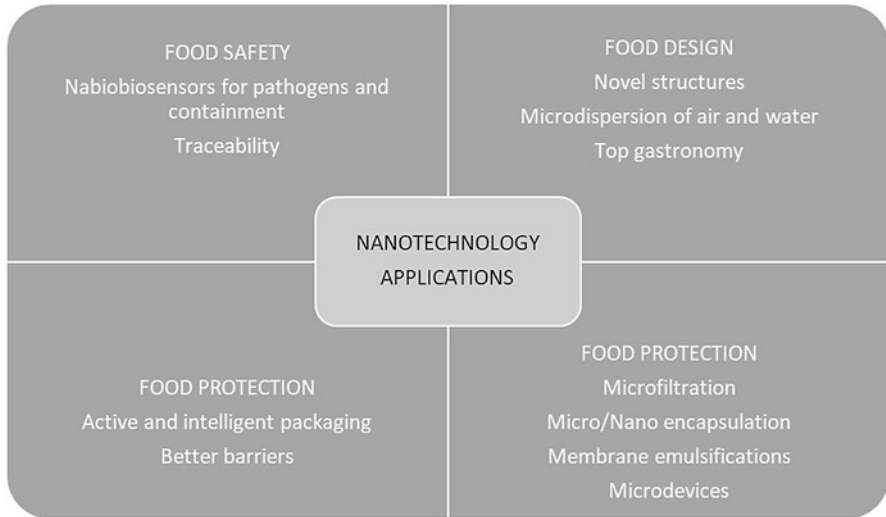 FOOD SAFETY
Nabiobiosensors for pathogens and
containment
Traceability
FOOD DESIGN
Novel structures
Microdispersion of air and water
Top gastronomy
NANOTECHNOLOGY
APPLICATIONS
FOOD PROTECTION
Active and intelligent packaging
Better barriers
FOOD PROTECTION
Microfiltration
Micro/Nano encapsulation
Membrane emulsifications
Microdevices